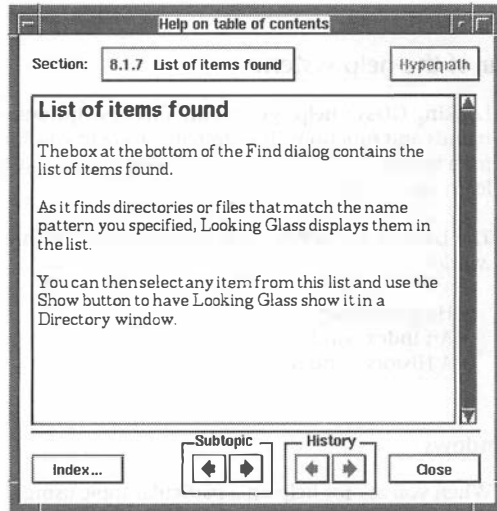 Help on table of contents
Section: 8.1.7 List of items found Hyperpath
List of items found
The box at the bottom of the Find dialog contains the
list of items found.
As it finds directories or files that match the name
pattern you specified, Looking Glass displays them in
the list.
You can then select any item from this list and use the
Show button to have Looking Glass show it in a
Directory window.
Subtopic History
Index... Close